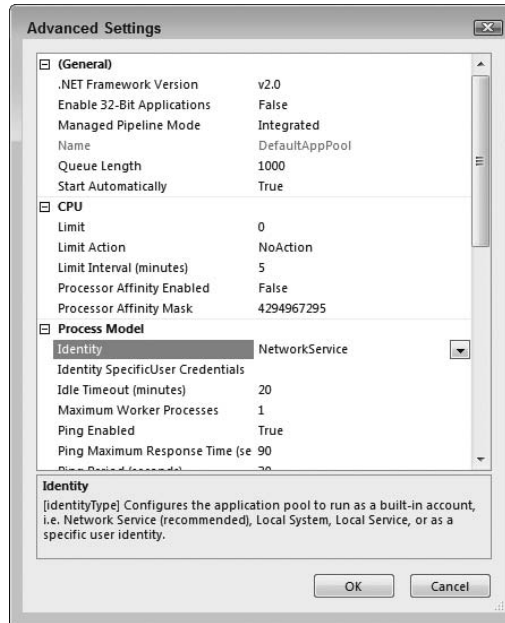 Advanced Settings
(General)
.NET Framework Version v2.0
Enable 32-Bit Applications False
Managed Pipeline Mode Integrated
Name DefaultAppPool
Queue Length 1000
Start Automatically True
CPU
Limit 0
Limit Action NoAction
Limit Interval (minutes) 5
Processor Affinity Enabled False
Processor Affinity Mask 4294967295
Process Model
Identity NetworkService
Identity SpecificUser Credentials
Idle Timeout (minutes) 20
Maximum Worker Processes 1
Ping Enabled True
Ping Maximum Response Time (se 90
Identity
[identityType] Configures the application pool to run as a built-in account,
i.e. Network Service (recommended), Local System, Local Service, or as a
specific user identity.
OK Cancel